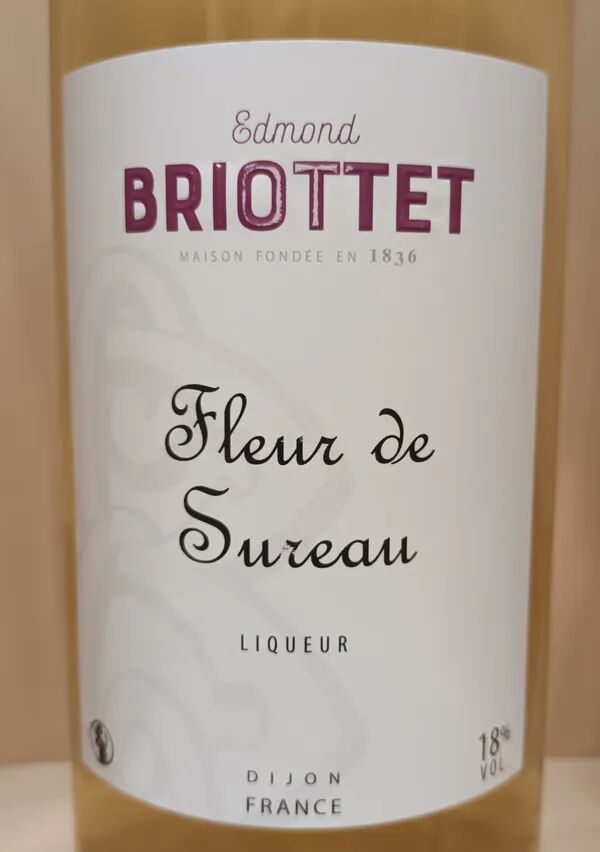 Edmond
BRIOTTET
MAISON FONDÉE EN 1836
Fleur de
Sureau
LIQUEUR
18%
VOL.
DIJON
FRANCE